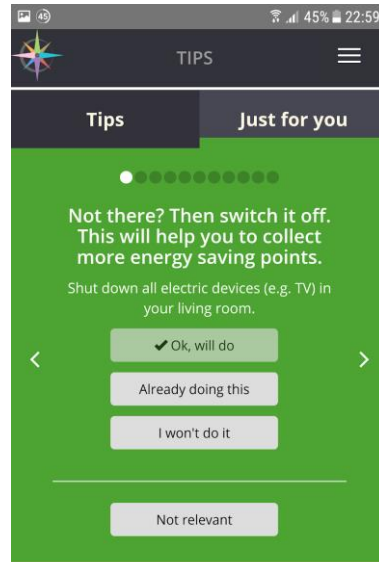 45 45% 22:59
TIPS
Tips Just for you
Not there? Then switch it off.
This will help you to collect
more energy saving points.
Shut down all electric devices (e.g. TV) in
your living room.
✔ Ok, will do
Already doing this
I won't do it
Not relevant